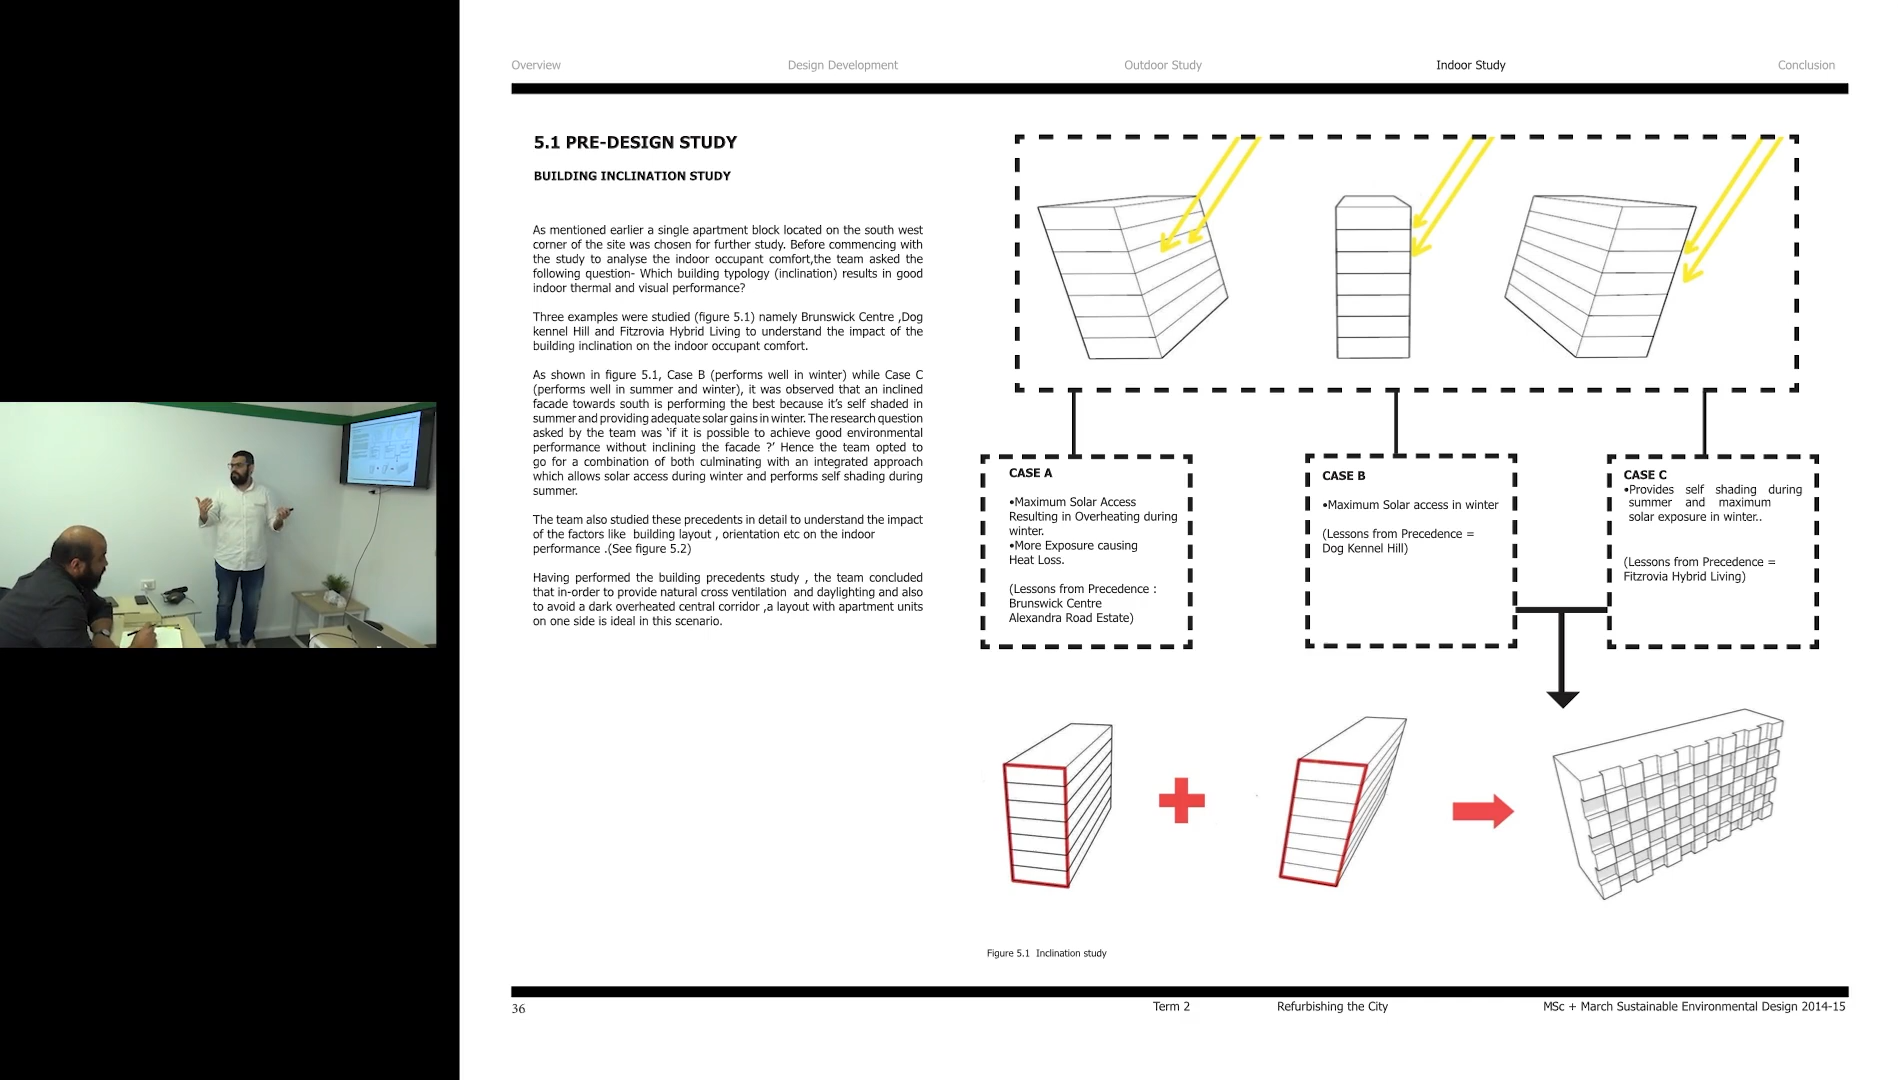 Overview
Design Development
Outdoor Study
Indoor Study
Conclusion
5.1 PRE-DESIGN STUDY
BUILDING INCLINATION STUDY
As mentioned earlier a single apartment block located on the south west
corner of the site was chosen for further study. Before commencing with
the study to analyse the indoor occupant comfort,the team asked the
following question- Which building typology (inclination) results in good
indoor thermal and visual performance?
Three examples were studied (figure 5.1) namely Brunswick Centre ,Dog
kennel Hill and Fitzrovia Hybrid Living to understand the impact of the
building inclination on the indoor occupant comfort.
As shown in figure 5.1, Case B (performs well in winter) while Case C
(performs well in summer and winter), it was observed that an inclined
facade towards south is performing the best because it's self shaded in
summer and providing adequate solar gains in winter. The research question
asked by the team was 'if it is possible to achieve good environmental
performance without inclining the facade ?' Hence the team opted to
go for a combination of both culminating with an integrated approach
which allows solar access during winter and performs self shading during
summer.
The team also studied these precedents in detail to understand the impact
of the factors like building layout , orientation etc on the indoor
performance .(See figure 5.2)
Having performed the building precedents study , the team concluded
that in-order to provide natural cross ventilation and daylighting and also
to avoid a dark overheated central corridor ,a layout with apartment units
on one side is ideal in this scenario.
CASE A
•Maximum Solar Access
Resulting in Overheating during
winter.
•More Exposure causing
Heat Loss.
(Lessons from Precedence :
Brunswick Centre
Alexandra Road Estate)
CASE B
•Maximum Solar access in winter
(Lessons from Precedence =
Dog Kennel Hill)
CASE C
•Provides self shading during
summer and maximum
solar exposure in winter..
(Lessons from Precedence =
Fitzrovia Hybrid Living)
Figure 5.1 Inclination study
36
Term 2
Refurbishing the City
MSc + March Sustainable Environmental Design 2014-15